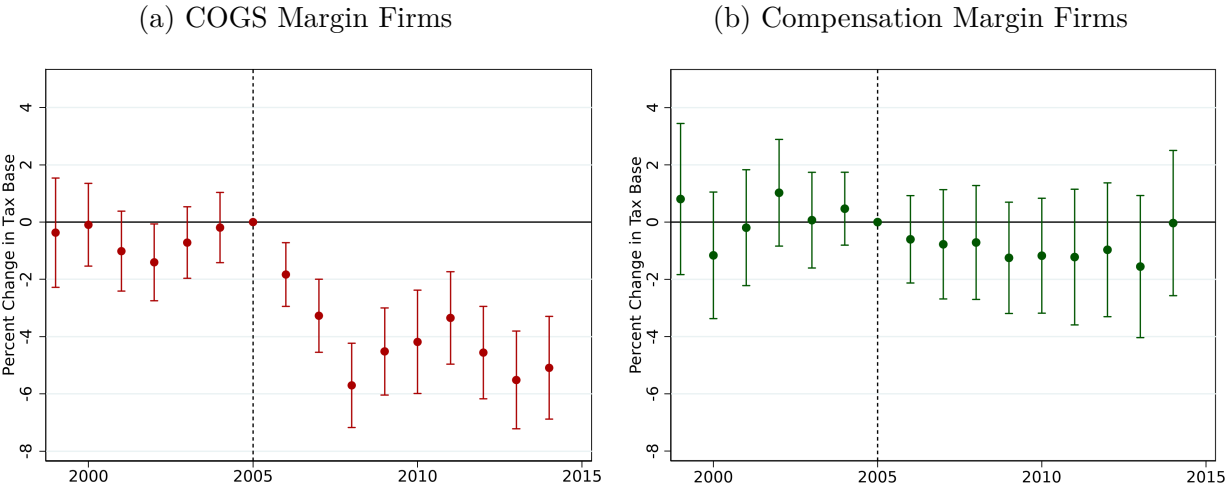 (a) COGS Margin Firms
Percent Change in Tax Base
4
2
0
-2
-4
-6
-8
2000 2005 2010 2015
(b) Compensation Margin Firms
Percent Change in Tax Base
4
2
0
-2
-4
-6
-8
2000 2005 2010 2015